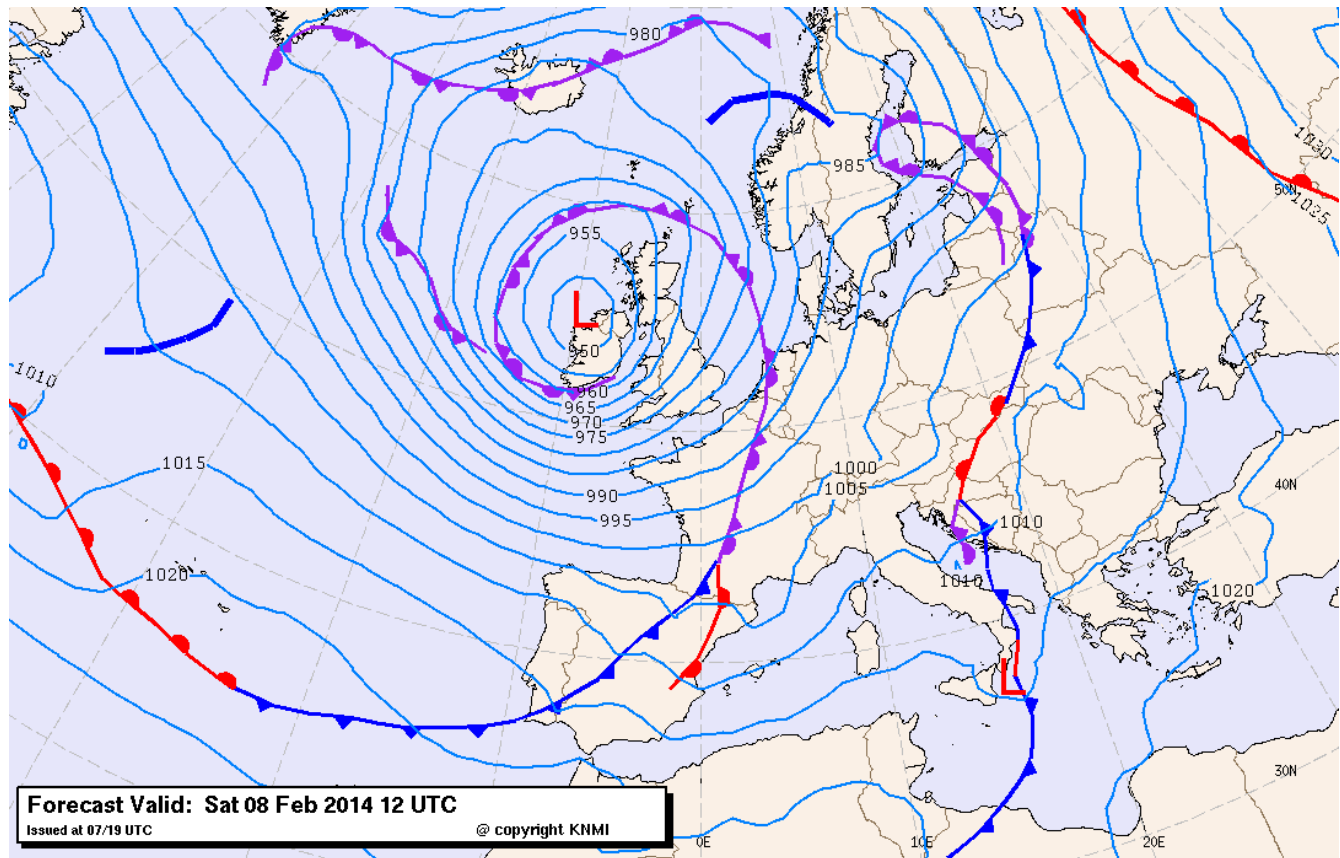 980
1030
50N
1035
985
955
L
950
1010
960
965
970
975
1015
1000
1005
990
995
40N
1010
1010
1020
1020
L
30N
Forecast Valid: Sat 08 Feb 2014 12 UTC
Issued at 07/19 UTC
@ copyright KNMI
0E
10E
20E